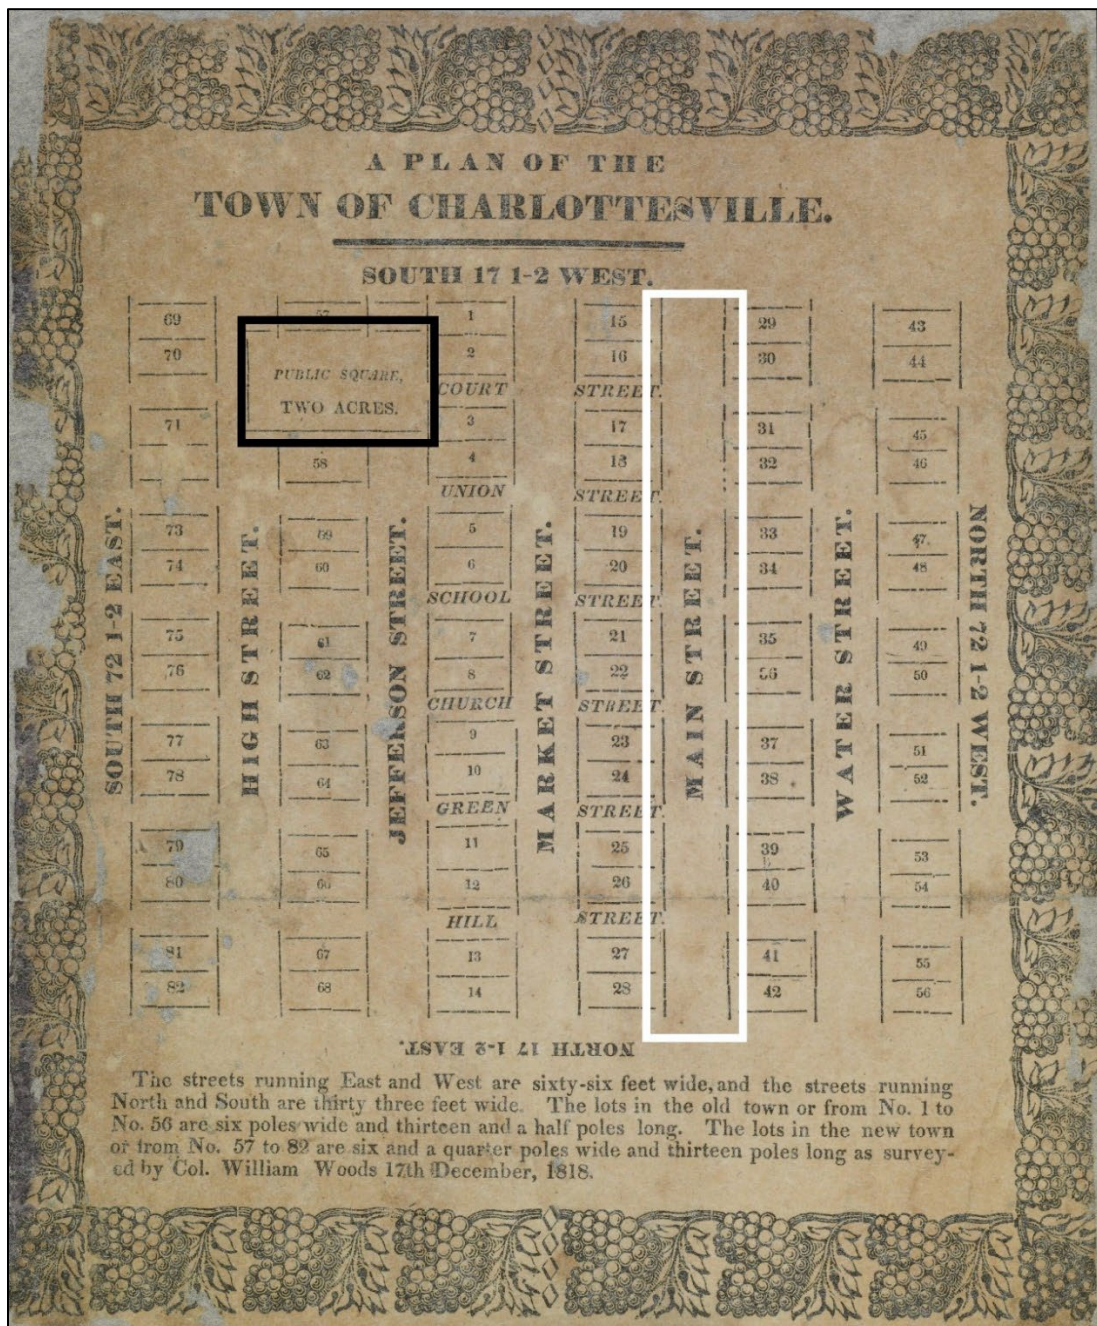 A PLAN OF THE
TOWN OF CHARLOTTESVILLE.
SOUTH 17 1-2 WEST.
69 57 1 15 29 43
70 2 16 30 44
PUBLIC SQUARE,
TWO ACRES.
COURT STREET.
71 3 17 31 45
58 4 18 32 46
UNION STREET.
73 5 19 33 47
74 60 6 20 34 48
SCHOOL STREET.
75 61 7 21 35 49
76 62 8 22 50
CHURCH STREET.
77 63 9 23 37 51
78 64 10 24 38 52
GREEN STREET.
79 65 11 25 39 53
80 66 12 26 40 54
HILL STREET.
81 67 13 27 41 55
82 68 14 28 42 56
SOUTH 72 1-2 EAST.
HIGH STREET.
JEFFERSON STREET.
MARKET STREET.
MAIN STREET.
WATER STREET.
NORTH 72 1-2 WEST.
NORTH 17 1-2 EAST.
The streets running East and West are sixty-six feet wide, and the streets running
North and South are thirty three feet wide. The lots in the old town or from No. 1 to
No. 56 are six poles wide and thirteen and a half poles long. The lots in the new town
or from No. 57 to 82 are six and a quarter poles wide and thirteen poles long as survey-
ed by Col. William Woods 17th December, 1818.